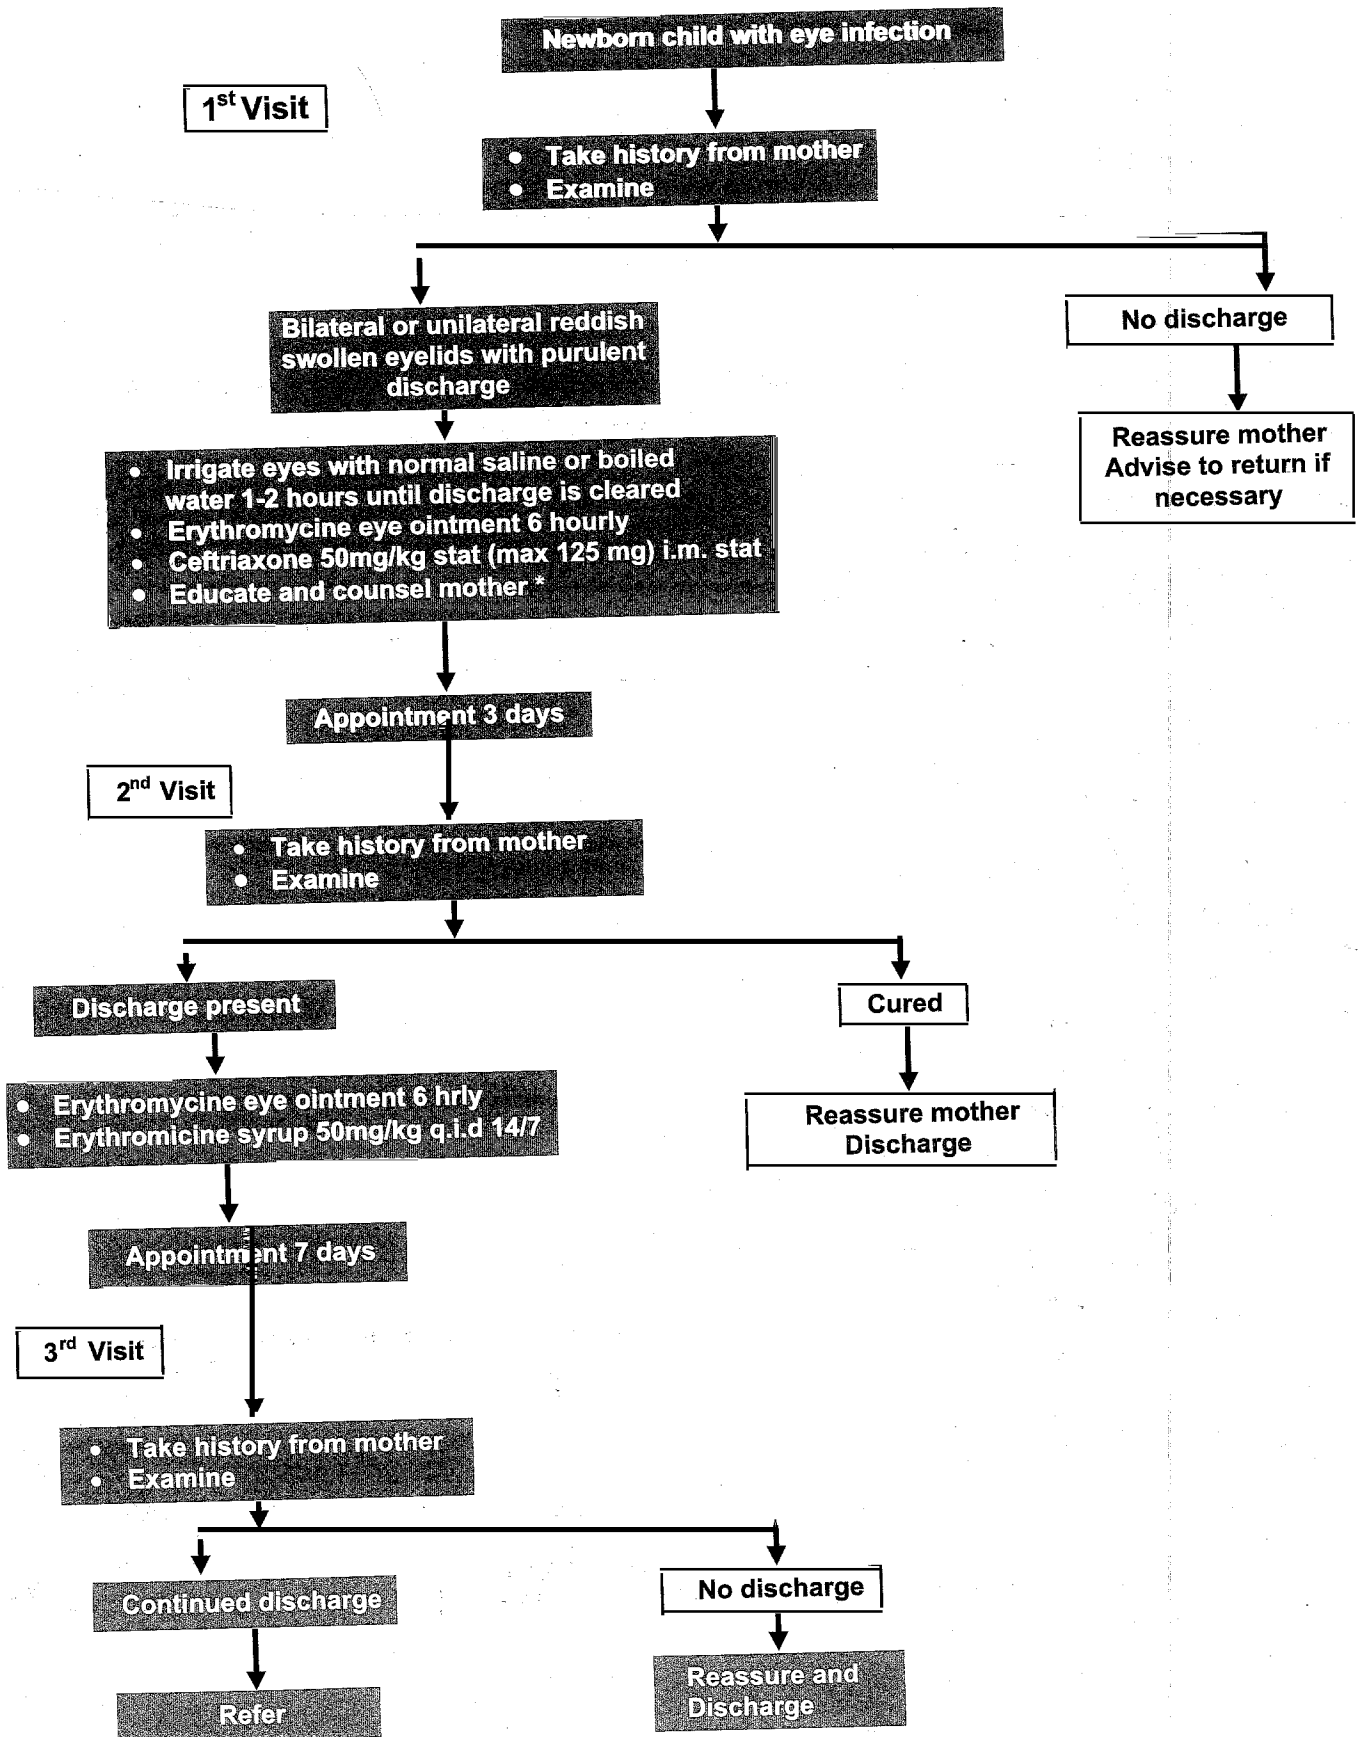 Newborn child with eye infection
1st Visit
• Take history from mother
• Examine
Bilateral or unilateral reddish
swollen eyelids with purulent
discharge
No discharge
• Irrigate eyes with normal saline or boiled
water 1-2 hours until discharge is cleared
• Erythromycine eye ointment 6 hourly
• Ceftriaxone 50mg/kg stat (max 125 mg) i.m. stat
• Educate and counsel mother *
Reassure mother
Advise to return if
necessary
Appointment 3 days
2nd Visit
• Take history from mother
• Examine
Discharge present
Cured
• Erythromycine eye ointment 6 hrly
• Erythromicine syrup 50mg/kg q.i.d 14/7
Reassure mother
Discharge
Appointment 7 days
3rd Visit
• Take history from mother
• Examine
Continued discharge
No discharge
Refer
Reassure and
Discharge